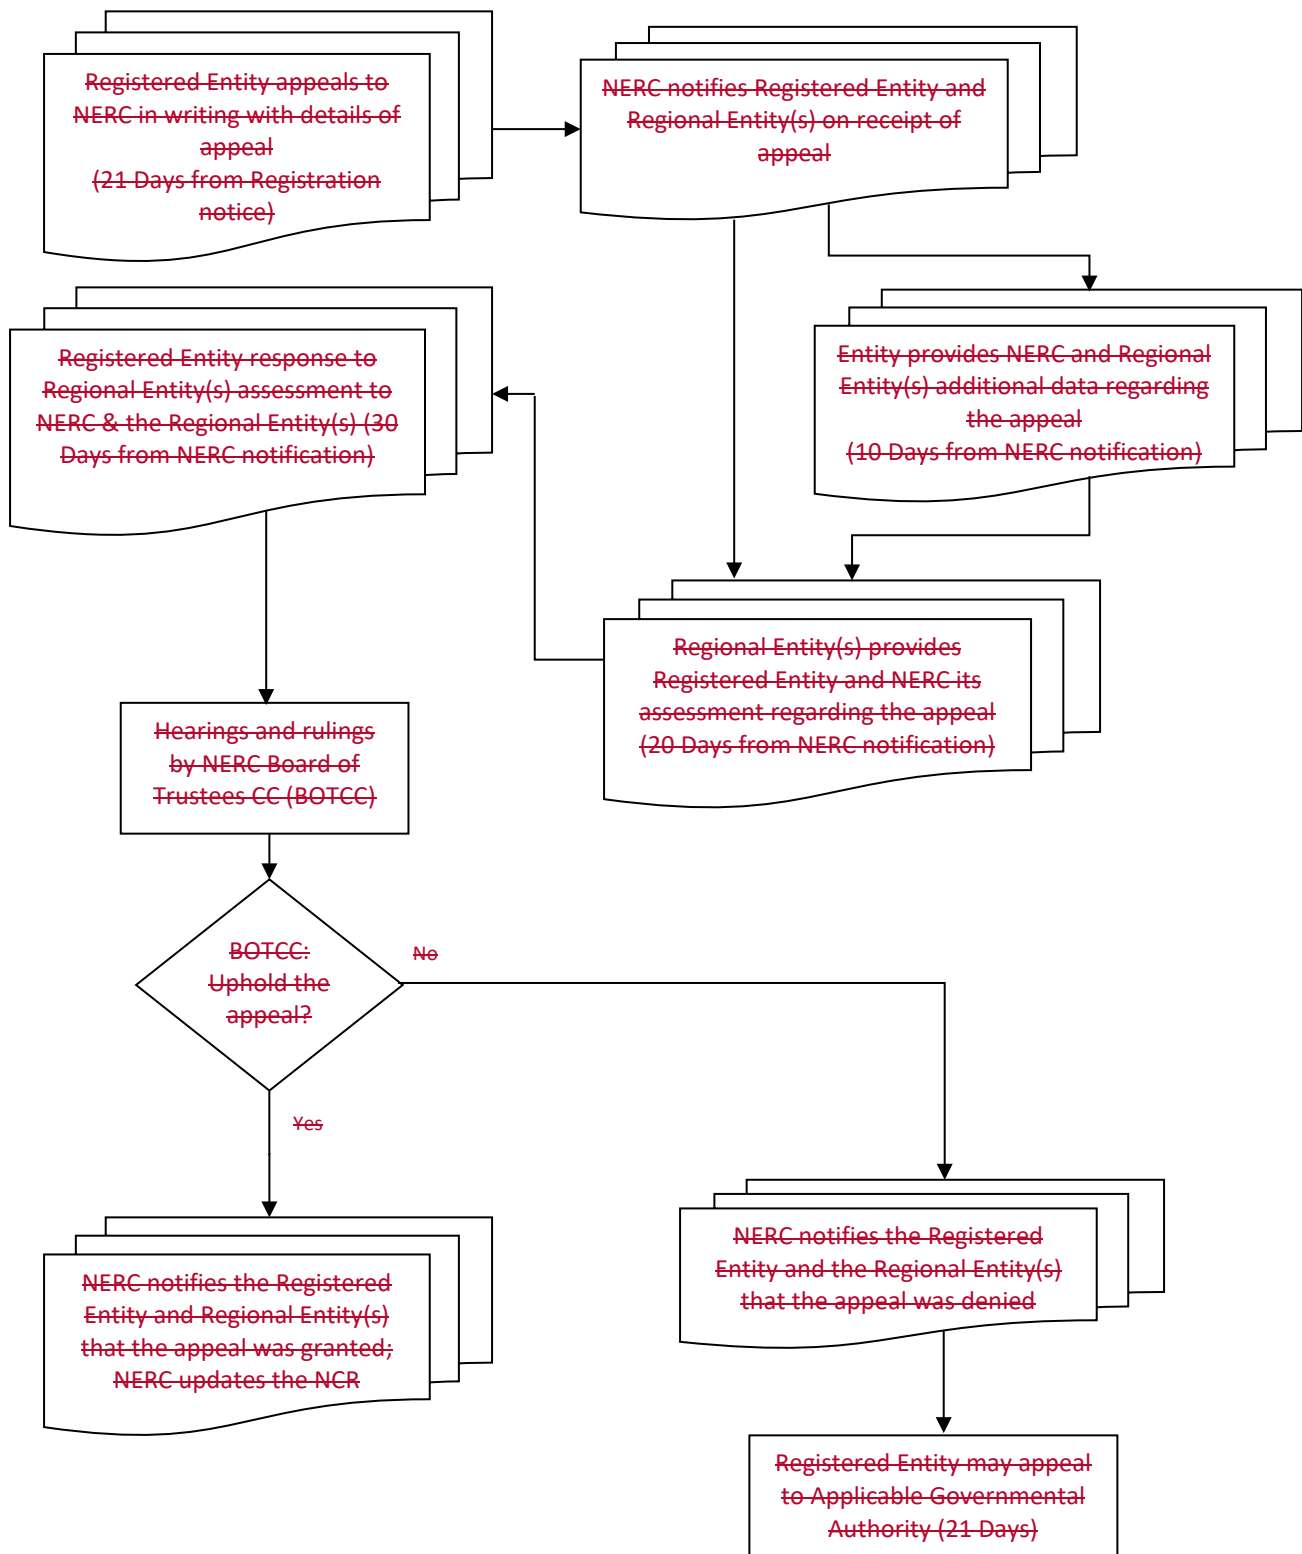 Registered Entity appeals to
NERC in writing with details of
appeal
(21 Days from Registration
notice)
NERC notifies Registered Entity and
Regional Entity(s) on receipt of
appeal
Entity provides NERC and Regional
Entity(s) additional data regarding
the appeal
(10 Days from NERC notification)
Registered Entity response to
Regional Entity(s) assessment to
NERC & the Regional Entity(s) (30
Days from NERC notification)
Regional Entity(s) provides
Registered Entity and NERC its
assessment regarding the appeal
(20 Days from NERC notification)
Hearings and rulings
by NERC Board of
Trustees CC (BOTCC)
BOTCC:
Uphold the
appeal?
No
Yes
NERC notifies the Registered
Entity and Regional Entity(s)
that the appeal was granted;
NERC updates the NCR
NERC notifies the Registered
Entity and the Regional Entity(s)
that the appeal was denied
Registered Entity may appeal
to Applicable Governmental
Authority (21 Days)